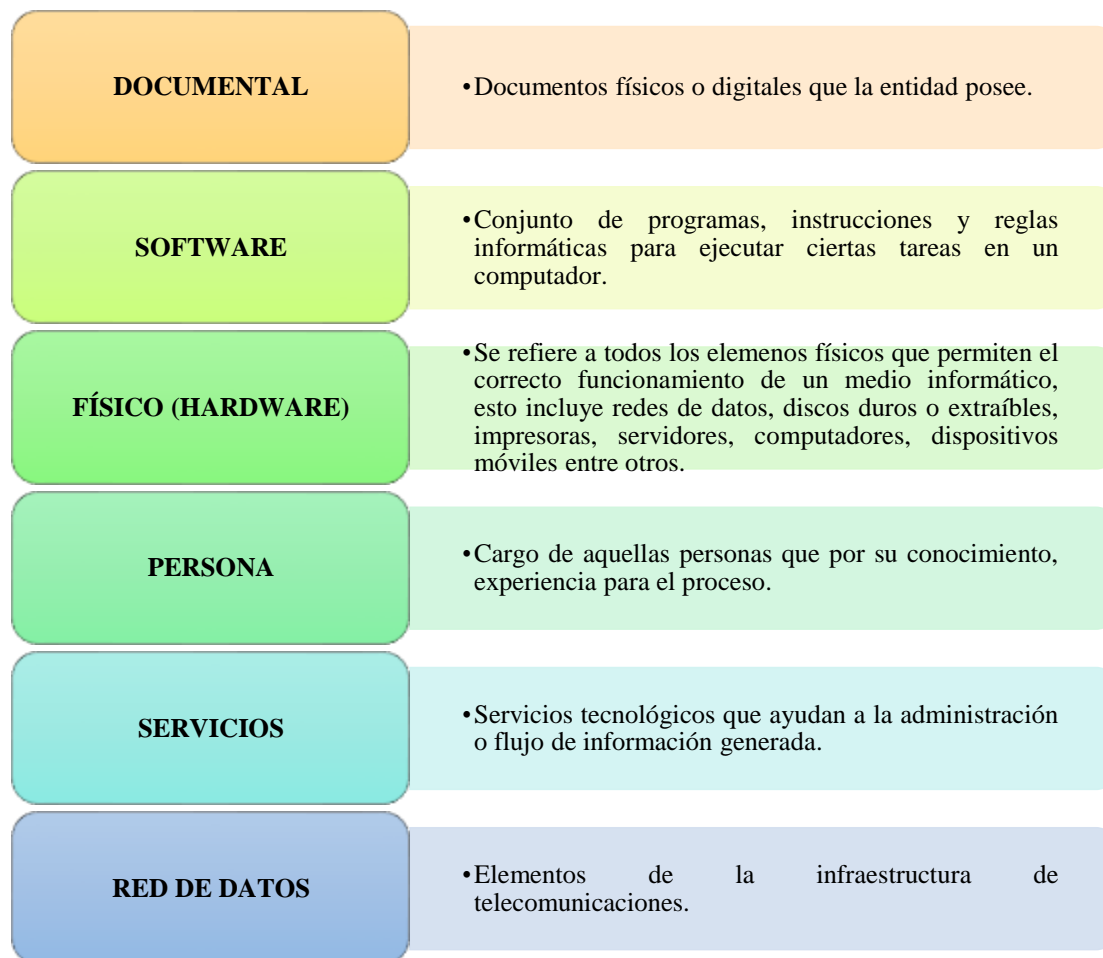 DOCUMENTAL
•Documentos físicos o digitales que la entidad posee.
SOFTWARE
•Conjunto de programas, instrucciones y reglas
informáticas para ejecutar ciertas tareas en un
computador.
FÍSICO (HARDWARE)
•Se refiere a todos los elemenos físicos que permiten el
correcto funcionamiento de un medio informático,
esto incluye redes de datos, discos duros o extraíbles,
impresoras, servidores, computadores, dispositivos
móviles entre otros.
PERSONA
•Cargo de aquellas personas que por su conocimiento,
experiencia para el proceso.
SERVICIOS
•Servicios tecnológicos que ayudan a la administración
o flujo de información generada.
RED DE DATOS
•Elementos de la infraestructura de
telecomunicaciones.